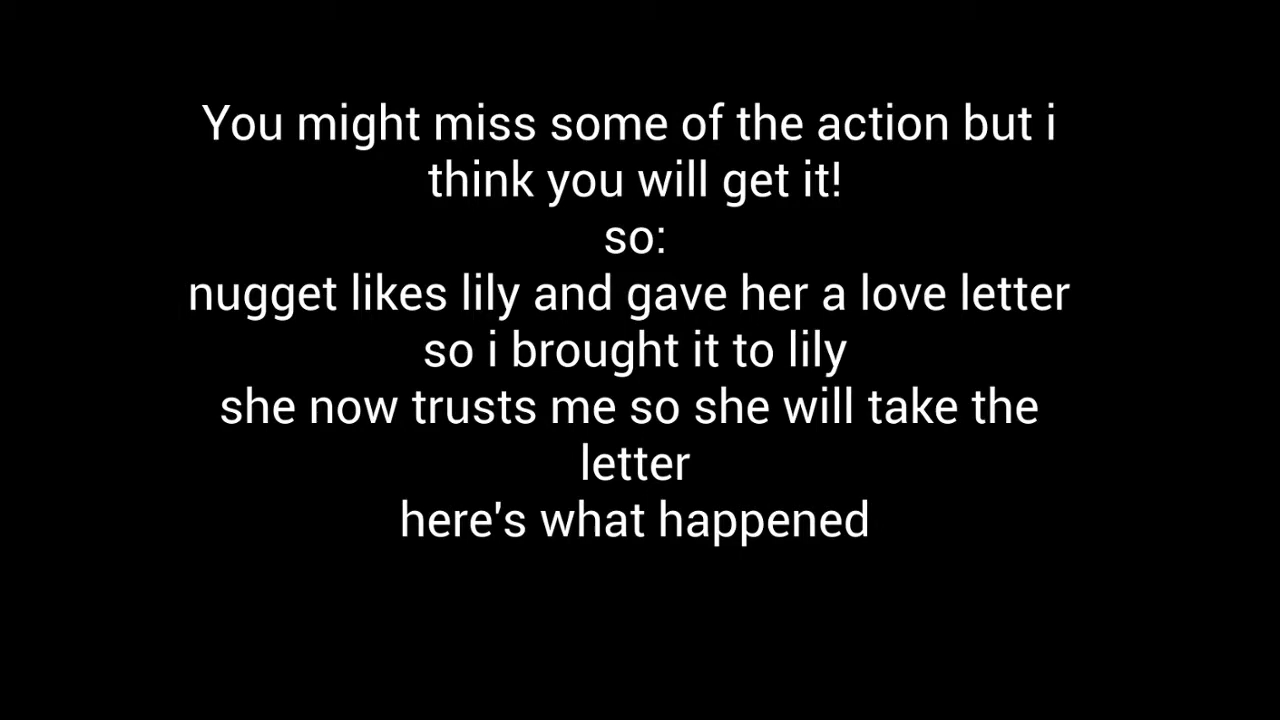 You might miss some of the action but i
think you will get it!
so:
nugget likes lily and gave her a love letter
so i brought it to lily
she now trusts me so she will take the
letter
here's what happened